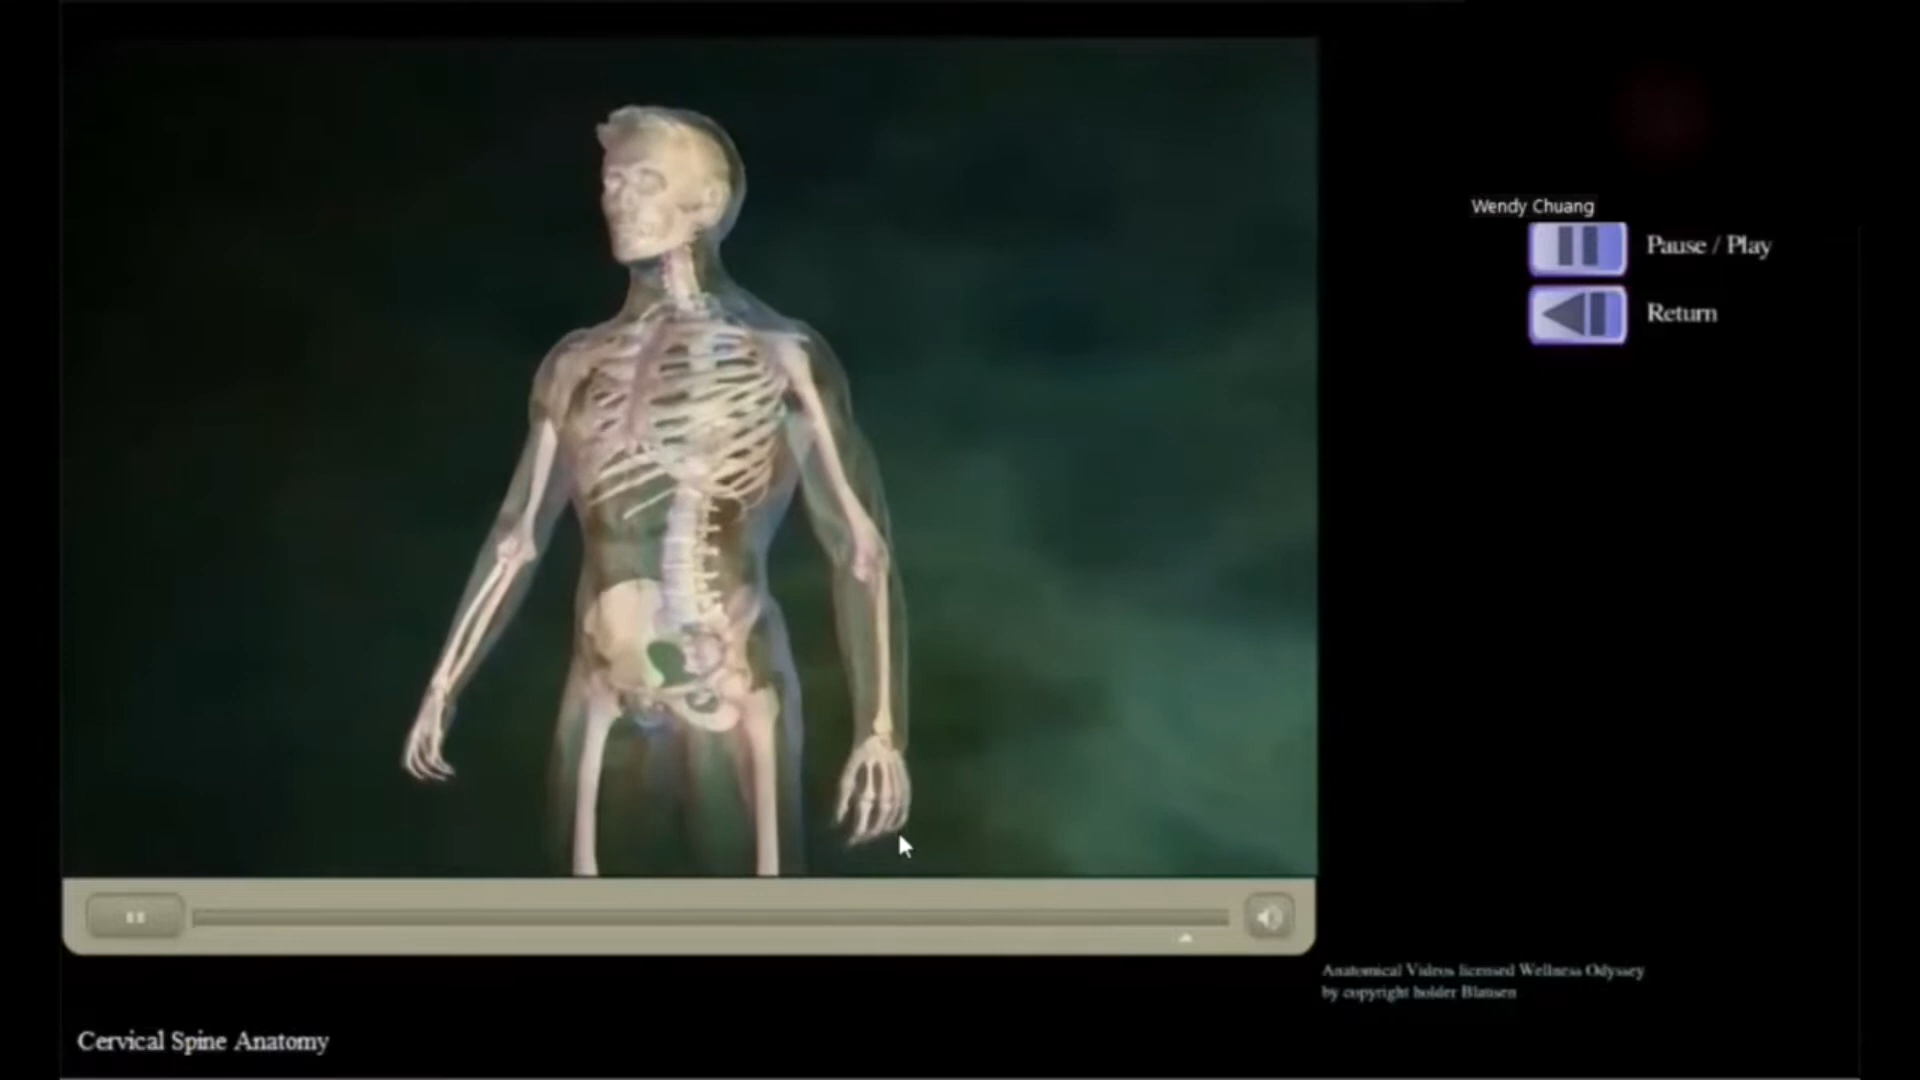 Wendy Chuang
Pause / Play
Return
Anatomical Videos licensed Wellness Odyssey
by copyright holder Blausen
Cervical Spine Anatomy